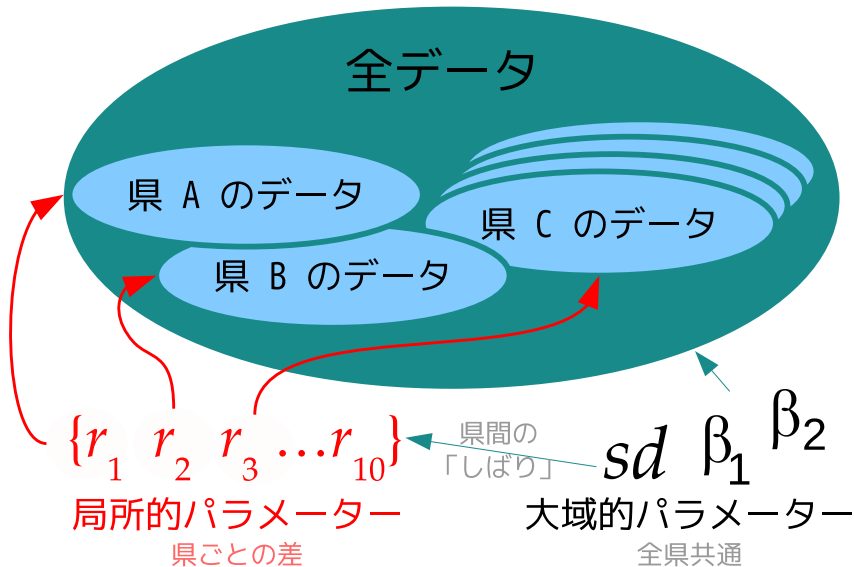 全データ
県 A のデータ
県 C のデータ
県 B のデータ
{r1 r2 r3 …r10}
県間の
「しばり」
sd β1 β2
局所的パラメーター
大域的パラメーター
県ごとの差
全県共通